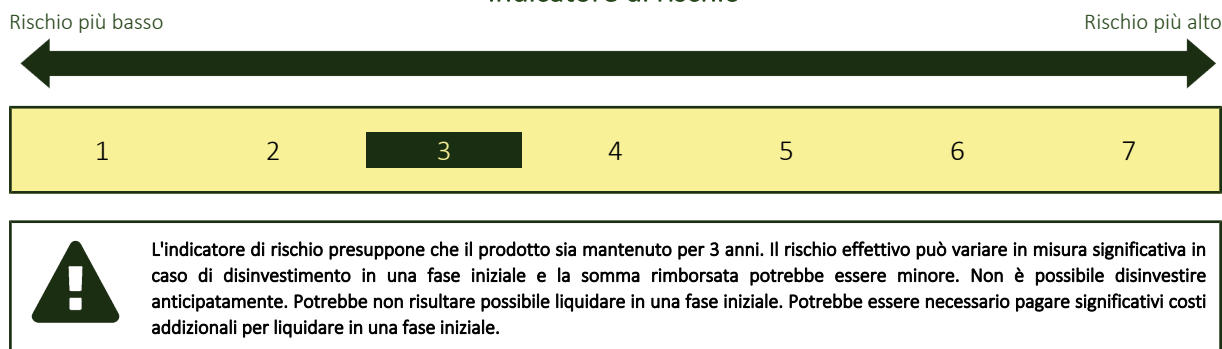 Indicatore di rischio
Rischio più basso
Rischio più alto
1 2 3 4 5 6 7
L'indicatore di rischio presuppone che il prodotto sia mantenuto per 3 anni. Il rischio effettivo può variare in misura significativa in
caso di disinvestimento in una fase iniziale e la somma rimborsata potrebbe essere minore. Non è possibile disinvestire
anticipatamente. Potrebbe non risultare possibile liquidare in una fase iniziale. Potrebbe essere necessario pagare significativi costi
addizionali per liquidare in una fase iniziale.